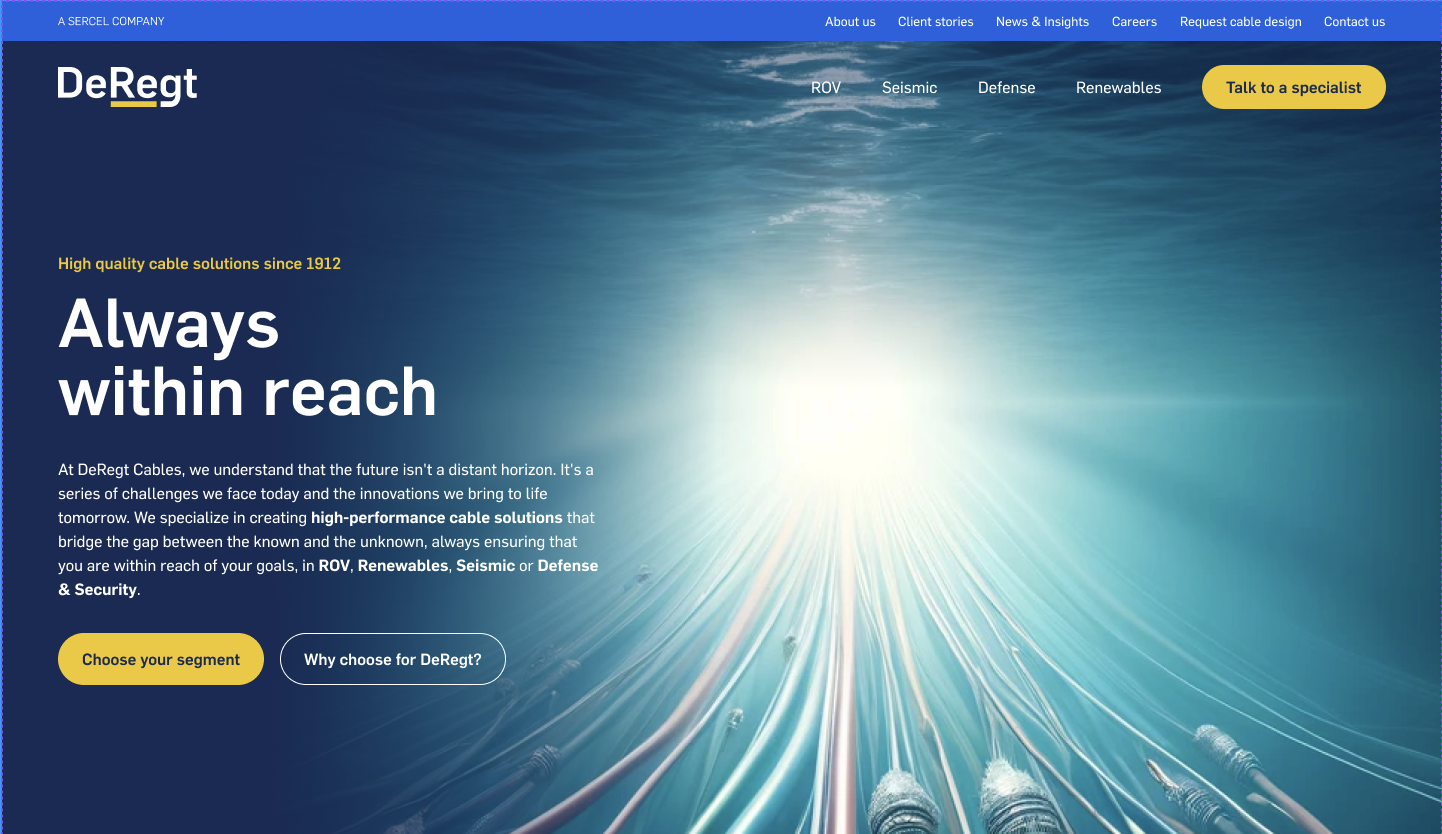 A SERCEL COMPANY
About us Client stories News & Insights Careers Request cable design Contact us
DeRegt
ROV Seismic Defense Renewables Talk to a specialist
High quality cable solutions since 1912
Always
within reach
At DeRegt Cables, we understand that the future isn't a distant horizon. It's a
series of challenges we face today and the innovations we bring to life
tomorrow. We specialize in creating high-performance cable solutions that
bridge the gap between the known and the unknown, always ensuring that
you are within reach of your goals, in ROV, Renewables, Seismic or Defense
& Security.
Choose your segment Why choose for DeRegt?